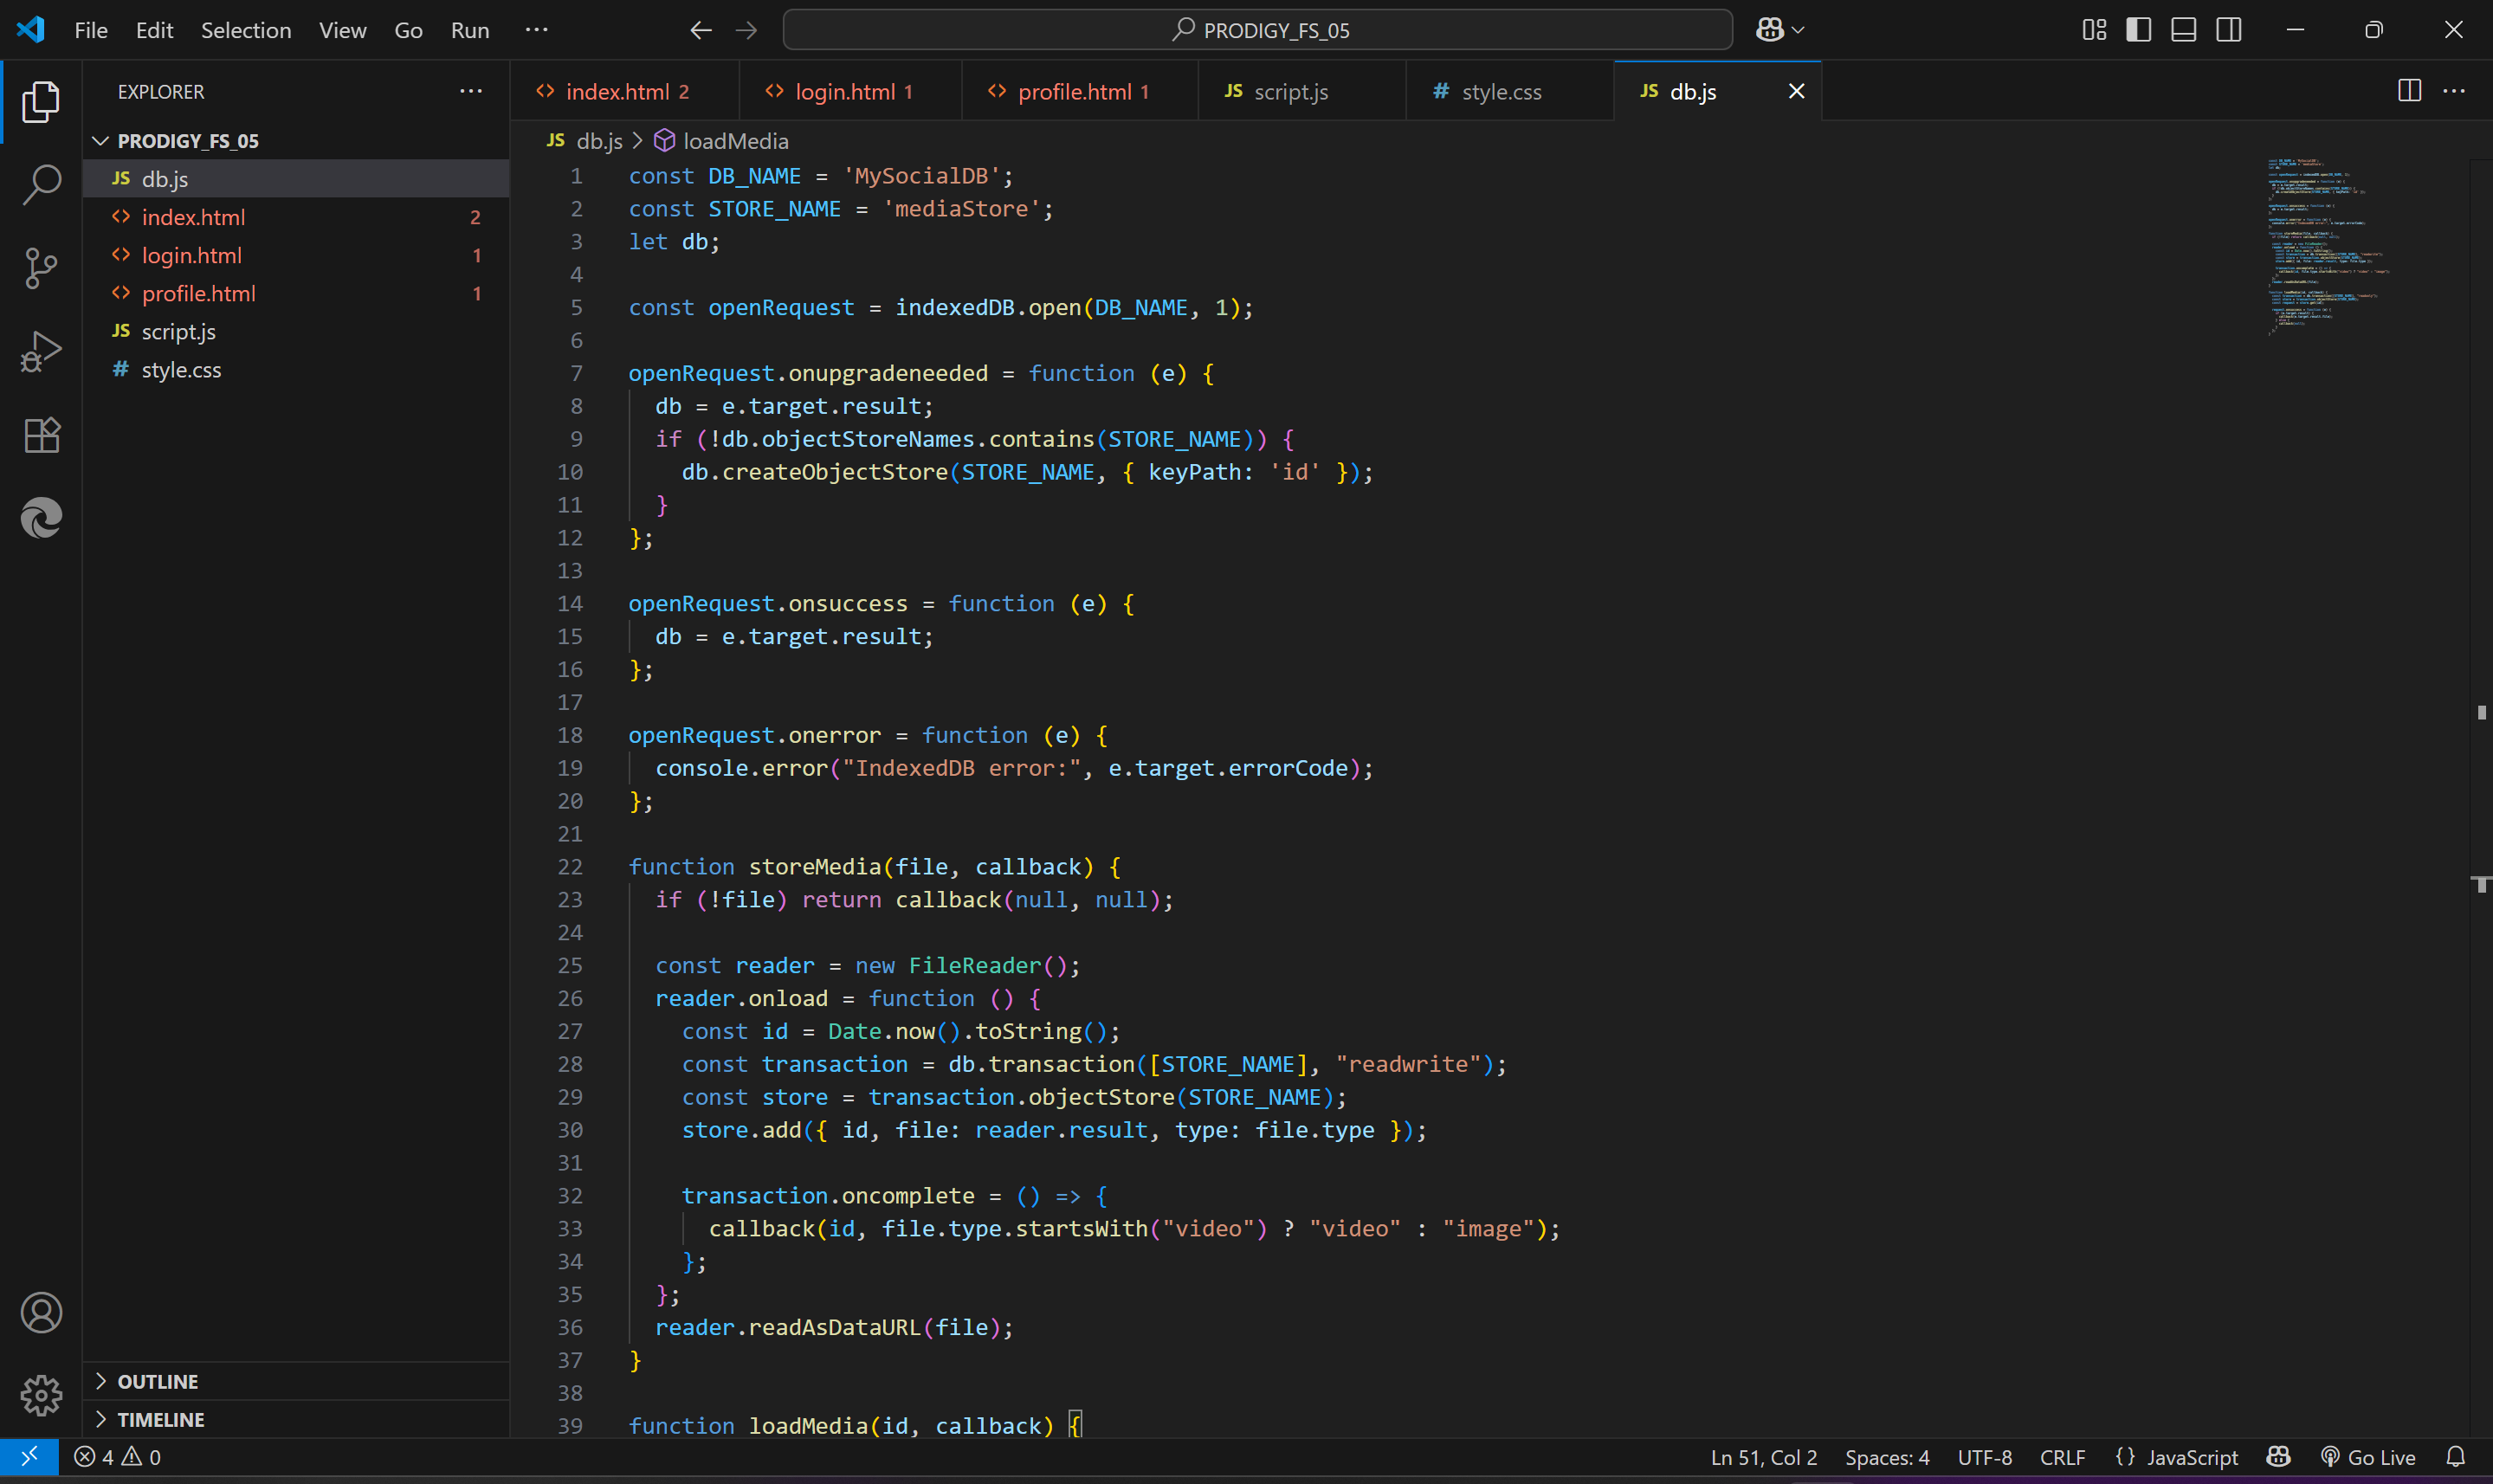 File Edit Selection View Go Run ··· PRODIGY_FS_05
EXPLORER ···
PRODIGY_FS_05
JS db.js
<> index.html 2
<> login.html 1
<> profile.html 1
JS script.js
# style.css
OUTLINE
TIMELINE
<> index.html 2 <> login.html 1 <> profile.html 1 JS script.js # style.css JS db.js
JS db.js > loadMedia
1 const DB_NAME = 'MySocialDB';
2 const STORE_NAME = 'mediaStore';
3 let db;
4
5 const openRequest = indexedDB.open(DB_NAME, 1);
6
7 openRequest.onupgradeneeded = function (e) {
8   db = e.target.result;
9   if (!db.objectStoreNames.contains(STORE_NAME)) {
10     db.createObjectStore(STORE_NAME, { keyPath: 'id' });
11   }
12 };
13
14 openRequest.onsuccess = function (e) {
15   db = e.target.result;
16 };
17
18 openRequest.onerror = function (e) {
19   console.error("IndexedDB error:", e.target.errorCode);
20 };
21
22 function storeMedia(file, callback) {
23   if (!file) return callback(null, null);
24
25   const reader = new FileReader();
26   reader.onload = function () {
27     const id = Date.now().toString();
28     const transaction = db.transaction([STORE_NAME], "readwrite");
29     const store = transaction.objectStore(STORE_NAME);
30     store.add({ id, file: reader.result, type: file.type });
31
32     transaction.oncomplete = () => {
33       callback(id, file.type.startsWith("video") ? "video" : "image");
34     };
35   };
36   reader.readAsDataURL(file);
37 }
38
39 function loadMedia(id, callback) {
4 0 Ln 51, Col 2 Spaces: 4 UTF-8 CRLF {} JavaScript Go Live